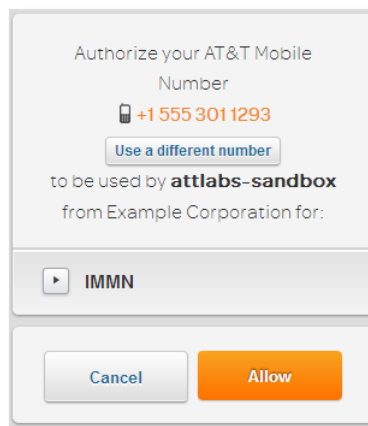 Authorize your AT&T Mobile
Number
+1 555 301 1293
Use a different number
to be used by attlabs-sandbox
from Example Corporation for:
IMMN
Cancel
Allow